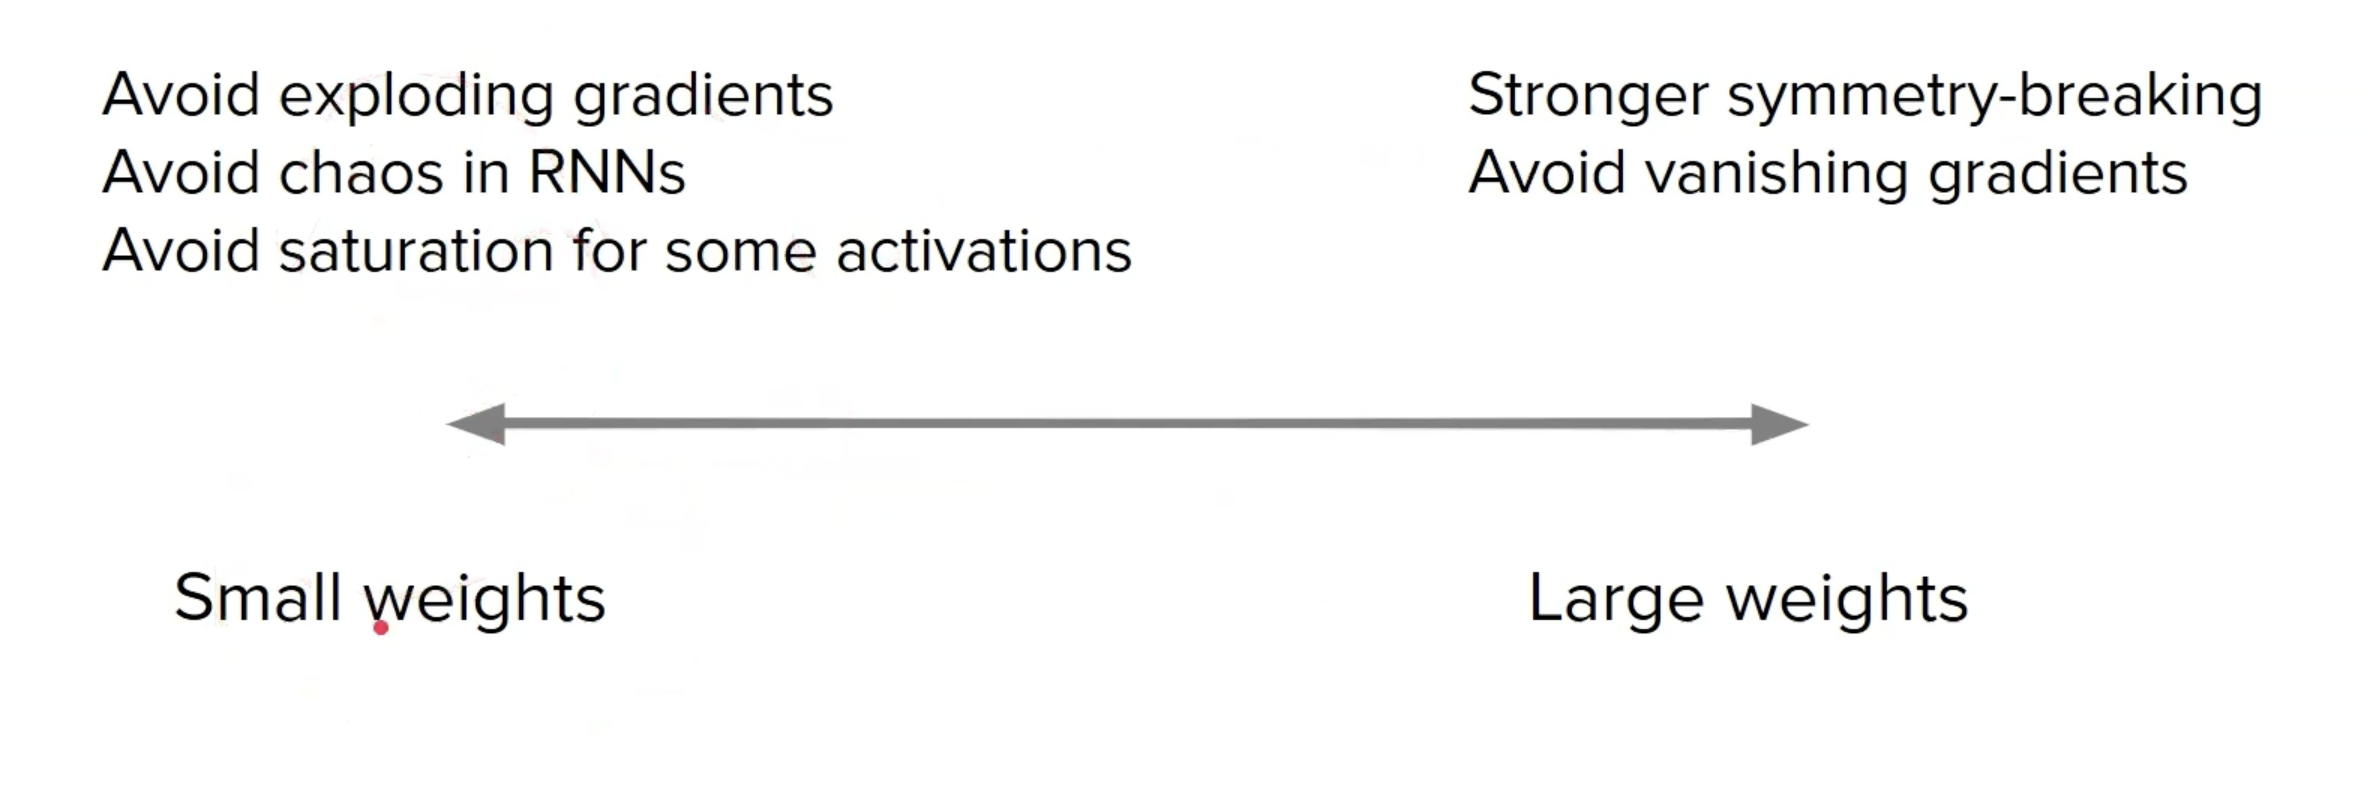 Avoid exploding gradients
Avoid chaos in RNNs
Avoid saturation for some activations
Stronger symmetry-breaking
Avoid vanishing gradients
Small weights
Large weights